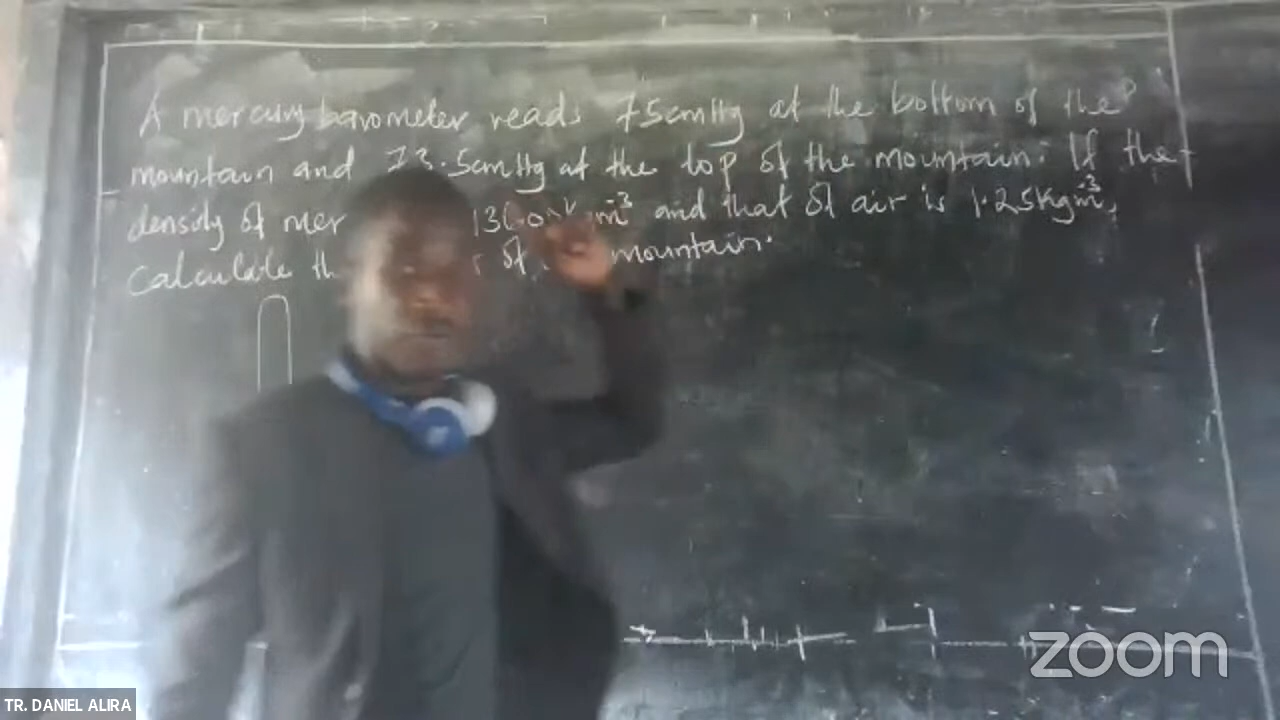 A mercury barometer reads 75cmHg at the bottom of the
mountain and 73.5cmHg at the top of the mountain. If the
density of mer m⁻³ and that of air is 1.25Kgm⁻³,
Calculate th of mountain.
zoom
TR. DANIEL ALIRA